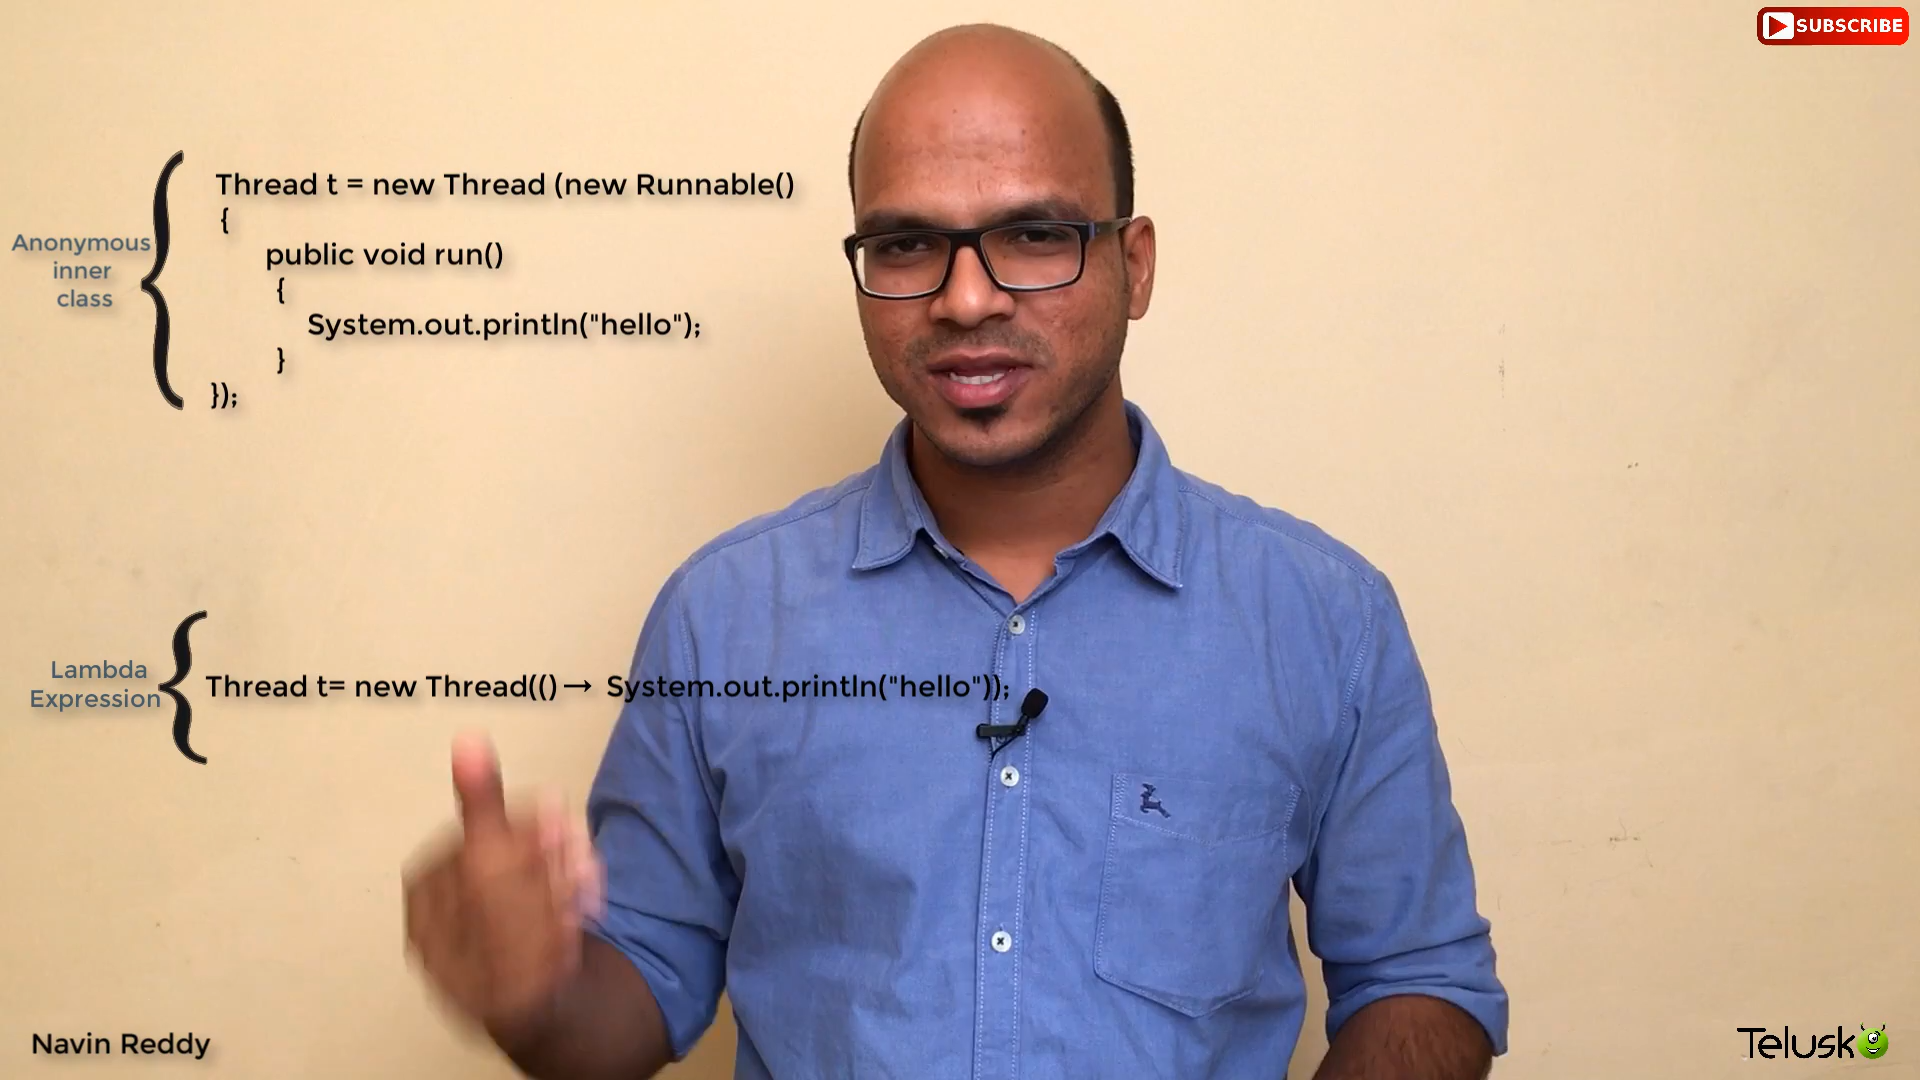 SUBSCRIBE
Thread t = new Thread (new Runnable()
{
public void run()
{
System.out.println("hello");
}
});
Anonymous
inner
class
Lambda
Expression
Thread t= new Thread(()→ System.out.println("hello"));
Navin Reddy
Telusko